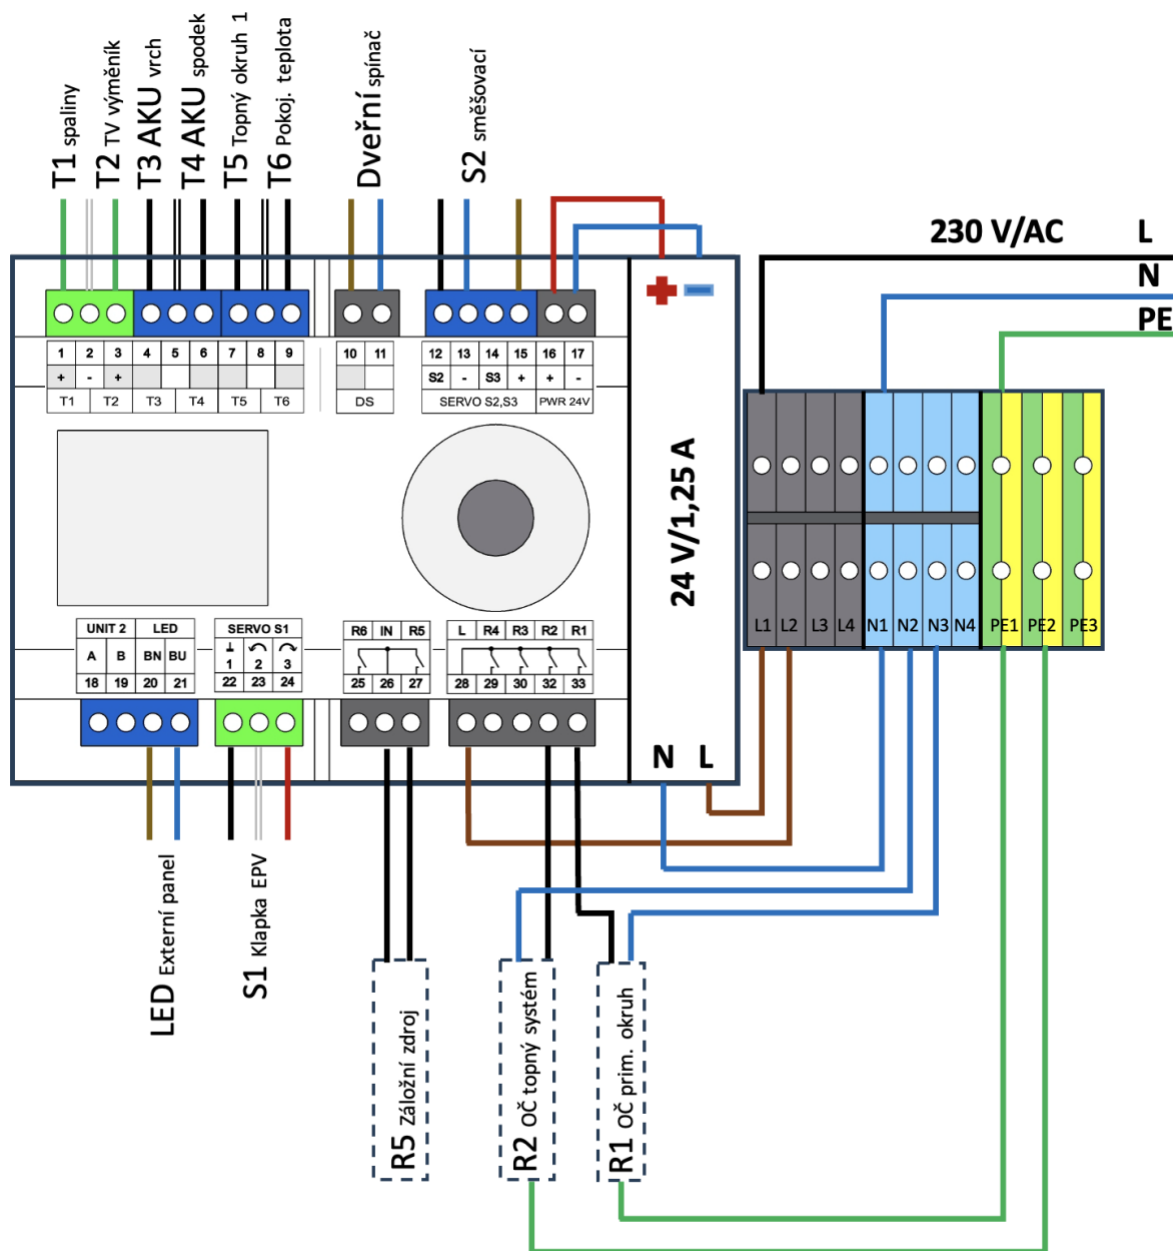 T1 spaliny
T2 TV výměník
T3 AKU vrch
T4 AKU spodek
T5 Topný okruh 1
T6 Pokoj. teplota
Dveřní spínač
S2 směšovací
230 V/AC L
N
PE
1 2 3 4 5 6 7 8 9
+ - +
T1 T2 T3 T4 T5 T6
10 11
DS
12 13 14 15 16 17
S2 - S3 + + -
SERVO S2,S3 PWR 24V
24 V/1,25 A
L1 L2 L3 L4 N1 N2 N3 N4 PE1 PE2 PE3
UNIT 2 LED
A B BN BU
18 19 20 21
SERVO S1
1 2 3
22 23 24
R6 IN R5
25 26 27
L R4 R3 R2 R1
28 29 30 32 33
N L
LED Externí panel
S1 Klapka EPV
R5 Záložní zdroj
R2 OČ topný systém
R1 OČ prim. okruh